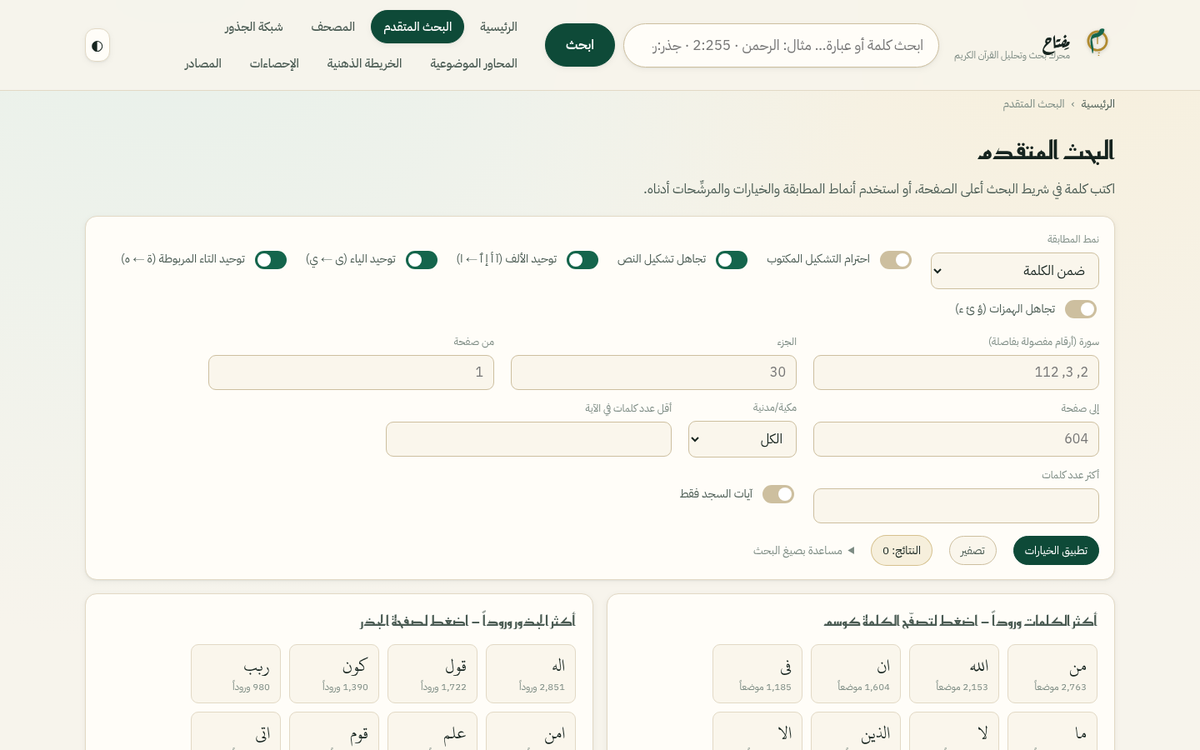 مِفتاح
محرك بحث وتحليل القرآن الكريم
ابحث كلمة أو عبارة... مثال: الرحمن · 2:255 · جذر:ر
ابحث
الرئيسية
البحث المتقدم
المصحف
شبكة الجذور
المحاور الموضوعية
الخريطة الذهنية
الإحصاءات
المصادر
الرئيسية › البحث المتقدم
البحث المتقدم
اكتب كلمة في شريط البحث أعلى الصفحة، أو استخدم أنماط المطابقة والخيارات والمرشّحات أدناه.
نمط المطابقة
ضمن الكلمة
احترام التشكيل المكتوب
تجاهل تشكيل النص
توحيد الألف (آ أ إ ٱ ← ا)
توحيد الياء (ى ← ي)
توحيد التاء المربوطة (ة ← ه)
تجاهل الهمزات (ؤ ئ ء)
سورة (أرقام مفصولة بفاصلة)
2, 3, 112
الجزء
30
من صفحة
1
إلى صفحة
604
مكية/مدنية
الكل
أقل عدد كلمات في الآية
أكثر عدد كلمات
آيات السجد فقط
تطبيق الخيارات
تصفير
النتائج: 0
◀ مساعدة بصيغ البحث
أكثر الكلمات وروداً — اضغط لتصفّح الكلمة كوسم
من
2,763 موضعاً
الله
2,153 موضعاً
ان
1,604 موضعاً
فى
1,185 موضعاً
ما
لا
الذين
الا
أكثر الجذور وروداً — اضغط لصفحة الجذر
اله
2,851 وروداً
قول
1,722 وروداً
كون
1,390 وروداً
ربب
980 وروداً
امن
علم
قوم
اتى